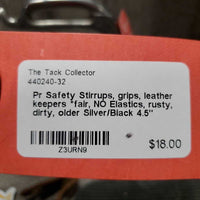 The Tack Collector
440240-32
Pr Safety Stirrups, grips, leather
keepers *fair, NO Elastics, rusty,
dirty, older Silver/Black 4.5"
Z3URN9
$18.00